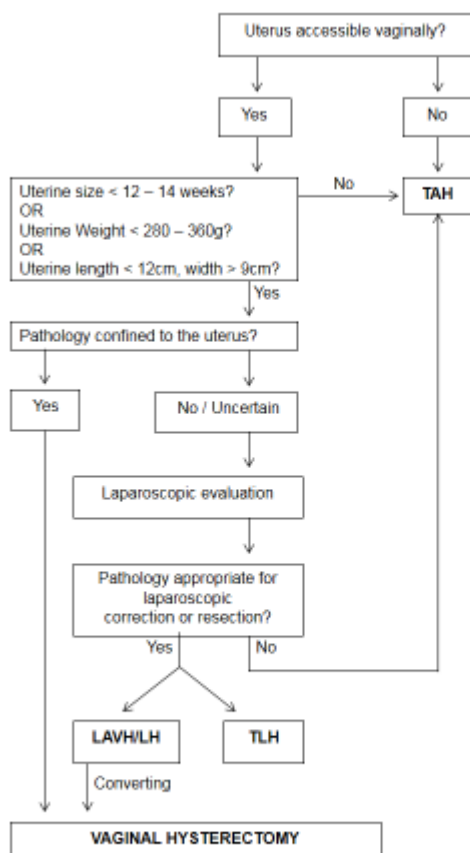 Uterus accessible vaginally?
Yes
No
Uterine size < 12 – 14 weeks?
OR
Uterine Weight < 280 – 360g?
OR
Uterine length < 12cm, width > 9cm?
No
TAH
Yes
Pathology confined to the uterus?
Yes
No / Uncertain
Laparoscopic evaluation
Pathology appropriate for
laparoscopic
correction or resection?
Yes
No
LAVH/LH
TLH
Converting
VAGINAL HYSTERECTOMY